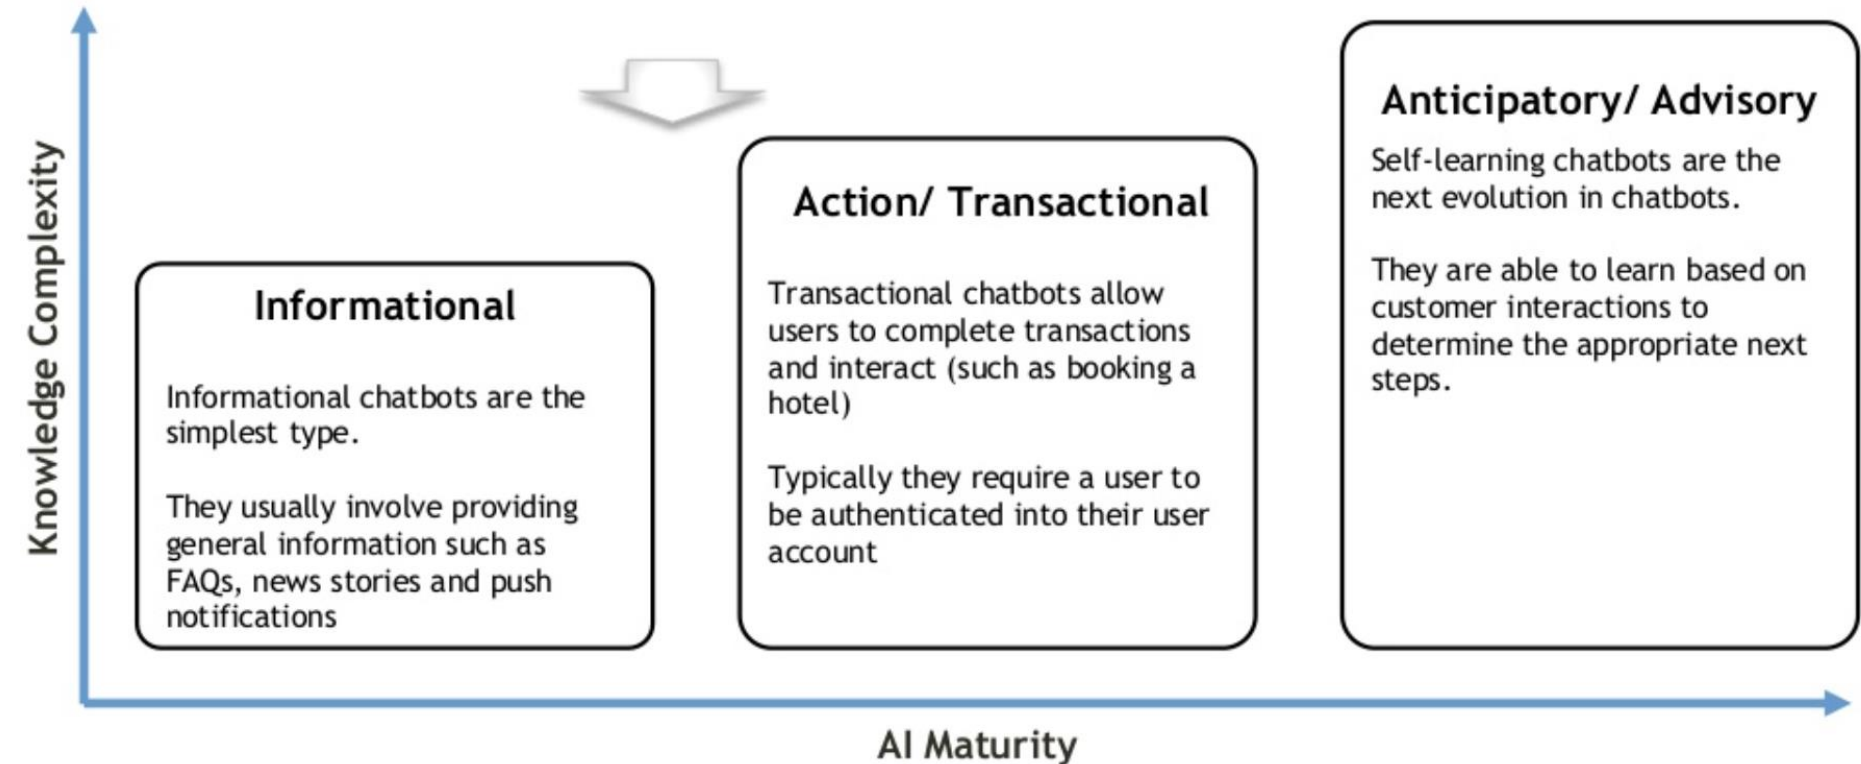 Knowledge Complexity
Informational
Informational chatbots are the
simplest type.
They usually involve providing
general information such as
FAQs, news stories and push
notifications
Action/ Transactional
Transactional chatbots allow
users to complete transactions
and interact (such as booking a
hotel)
Typically they require a user to
be authenticated into their user
account
Anticipatory/ Advisory
Self-learning chatbots are the
next evolution in chatbots.
They are able to learn based on
customer interactions to
determine the appropriate next
steps.
AI Maturity